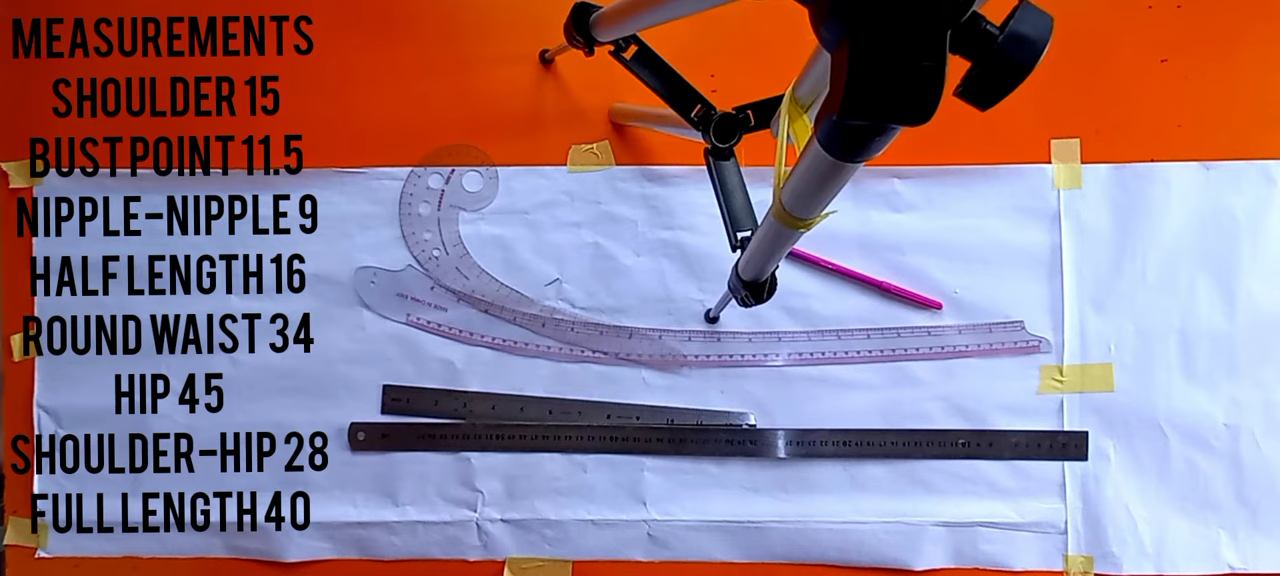 MEASUREMENTS
SHOULDER 15
BUST POINT 11.5
NIPPLE-NIPPLE 9
HALF LENGTH 16
ROUND WAIST 34
HIP 45
SHOULDER-HIP 28
FULL LENGTH 40